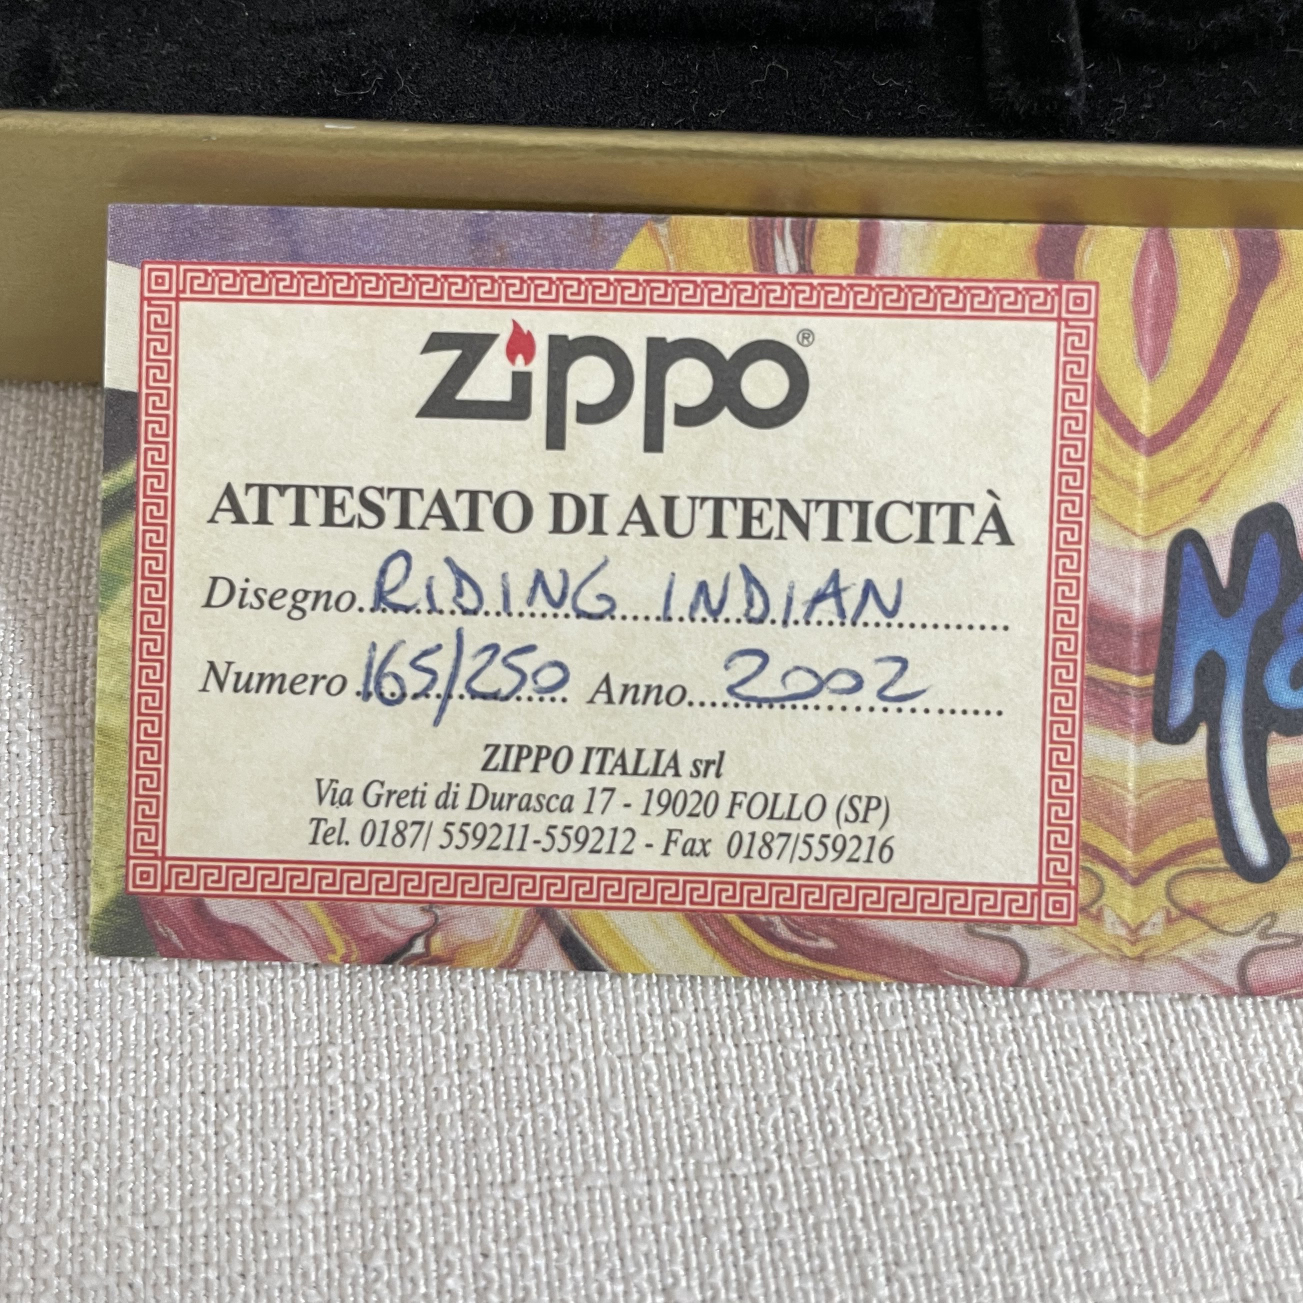 zippo®
ATTESTATO DI AUTENTICITÀ
Disegno RIDING INDIAN
Numero 165/250 Anno 2002
ZIPPO ITALIA srl
Via Greti di Durasca 17 - 19020 FOLLO (SP)
Tel. 0187/ 559211-559212 - Fax 0187/559216